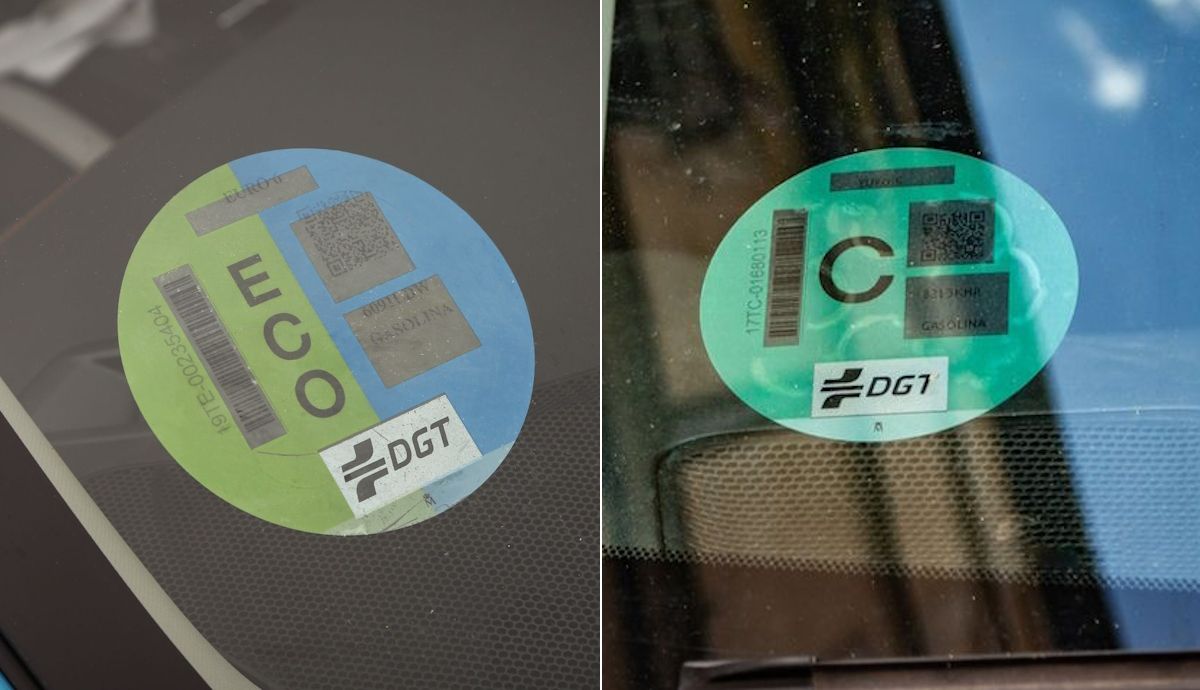 EURO 6
ECO
19TE-00235404
GASOLINA
DGT
17TC-01680113
C
GASOLINA
DGT